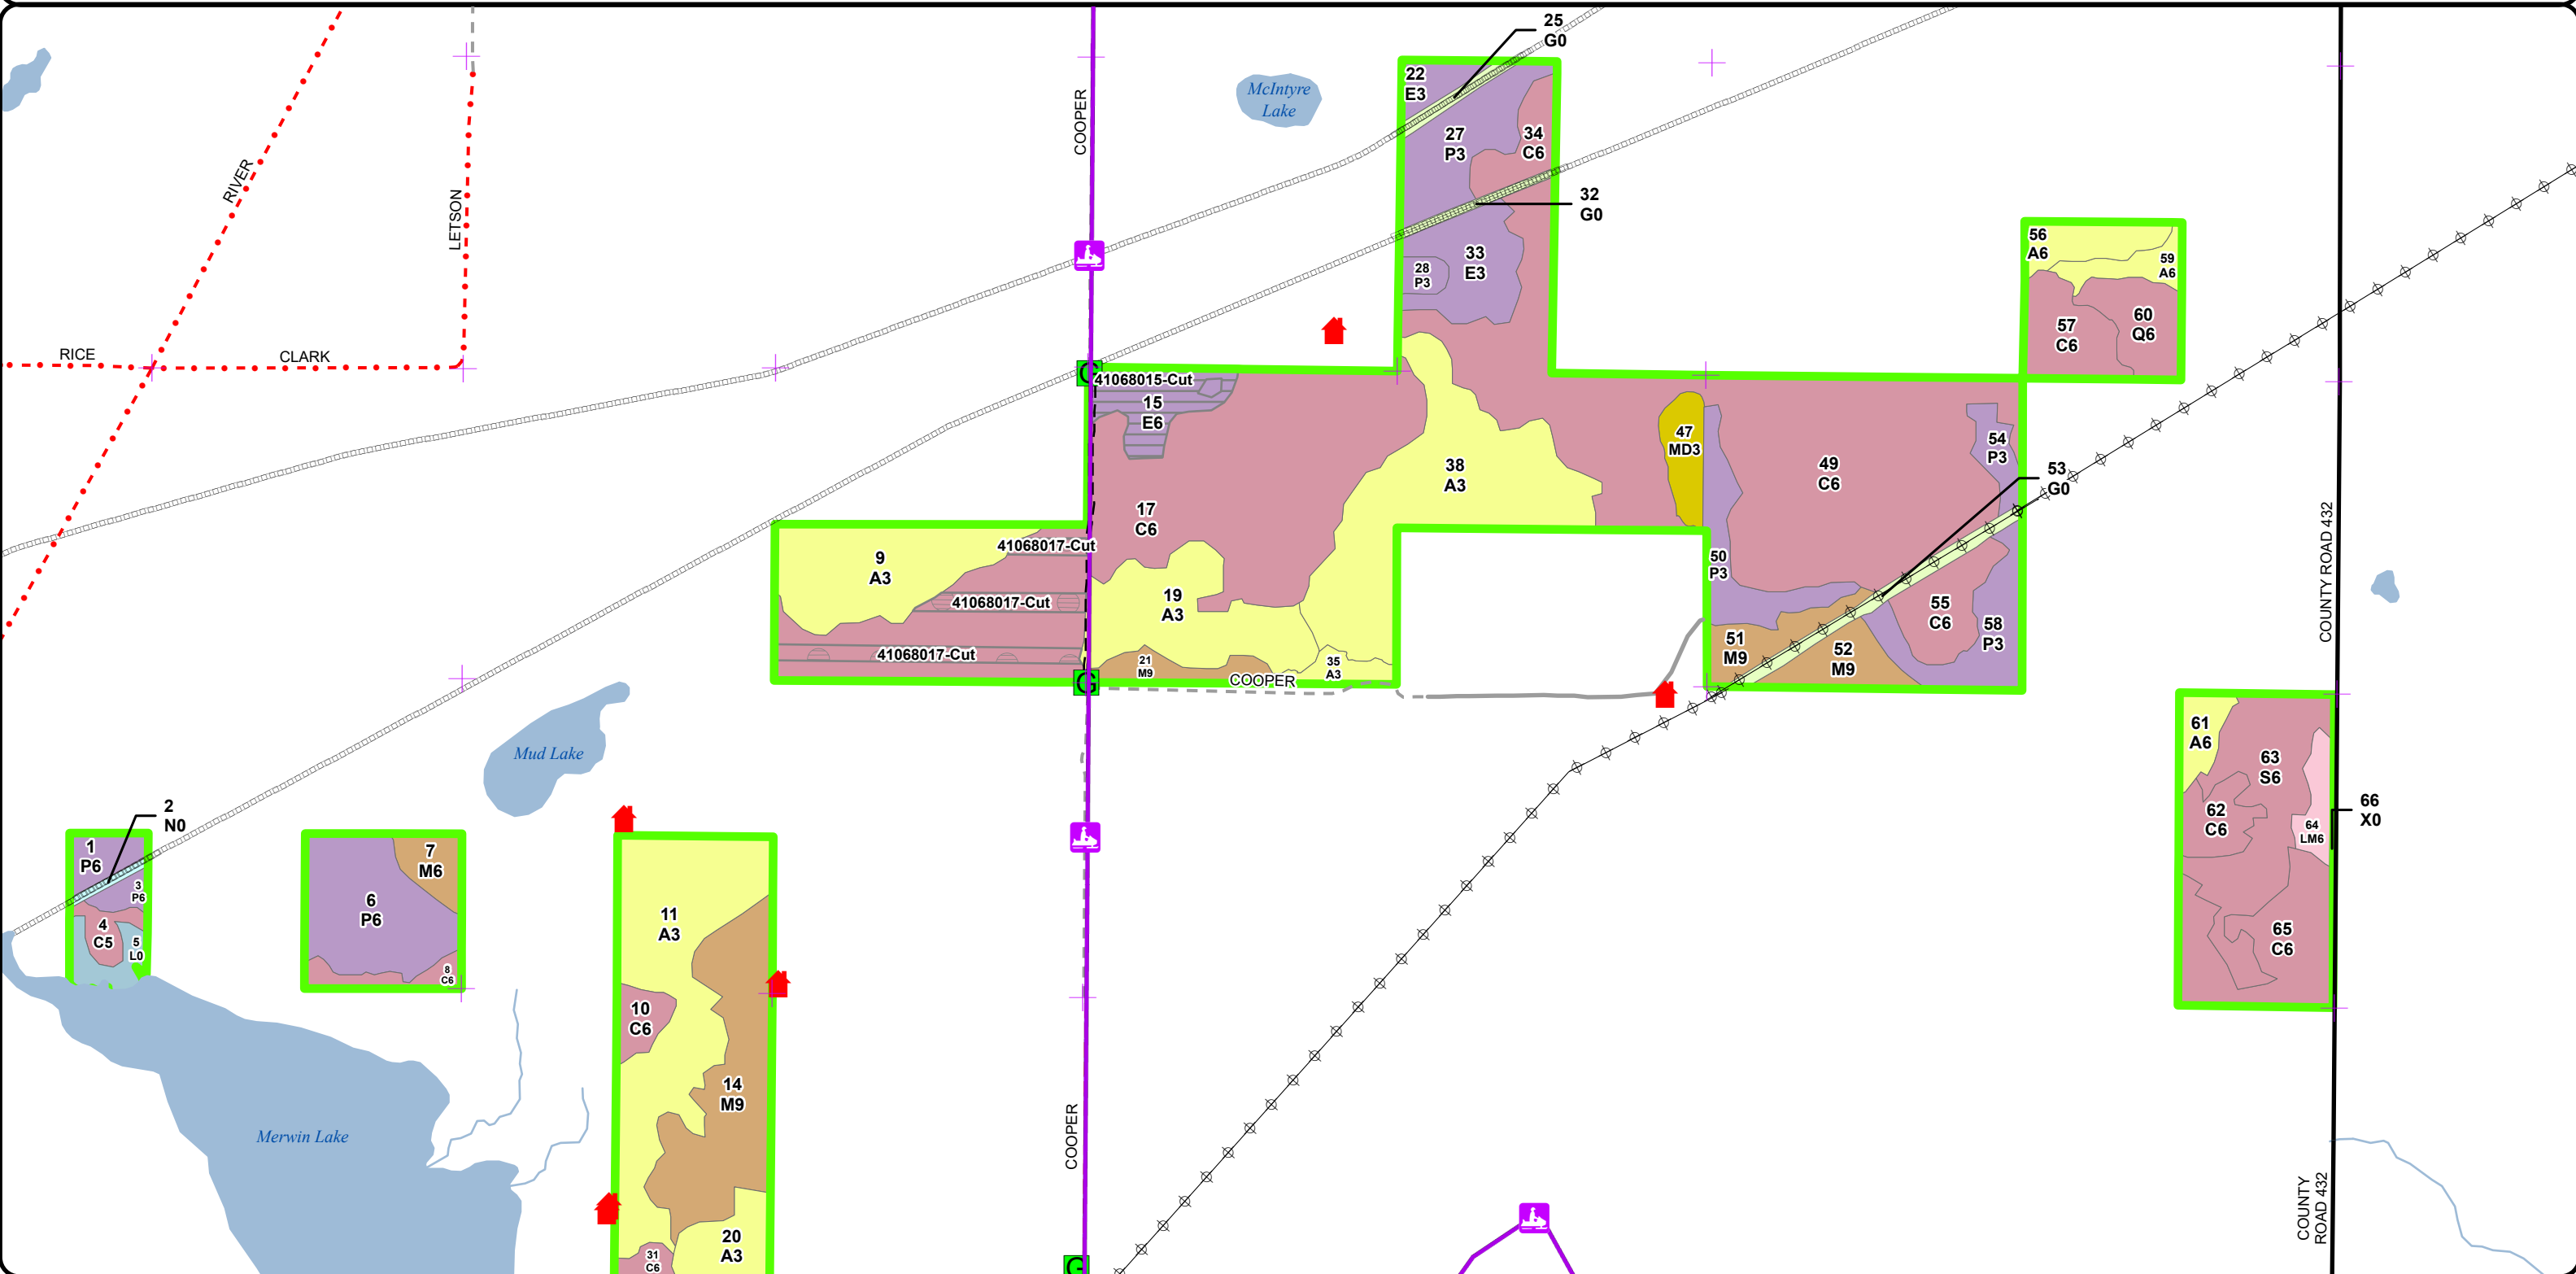 25
G0
22
E3
McIntyre
Lake
COOPER
27
P3
34
C6
RIVER
LETSON
32
G0
33
E3
28
P3
56
A6
59
A6
60
Q6
57
C6
RICE
CLARK
G
41068015-Cut
15
E6
47
MD3
54
P3
38
A3
49
C6
53
G0
17
C6
41068017-Cut
9
A3
50
P3
COUNTY ROAD 432
41068017-Cut
19
A3
55
C6
58
P3
51
M9
52
M9
41068017-Cut
21
M9
35
A3
COOPER
G
61
A6
Mud Lake
63
S6
66
X0
62
C6
64
LM6
2
N0
1
P6
3
P6
7
M6
6
P6
4
C5
5
L0
8
C6
11
A3
65
C6
10
C6
14
M9
Merwin Lake
COOPER
COUNTY
ROAD 432
20
A3
31
C6
G